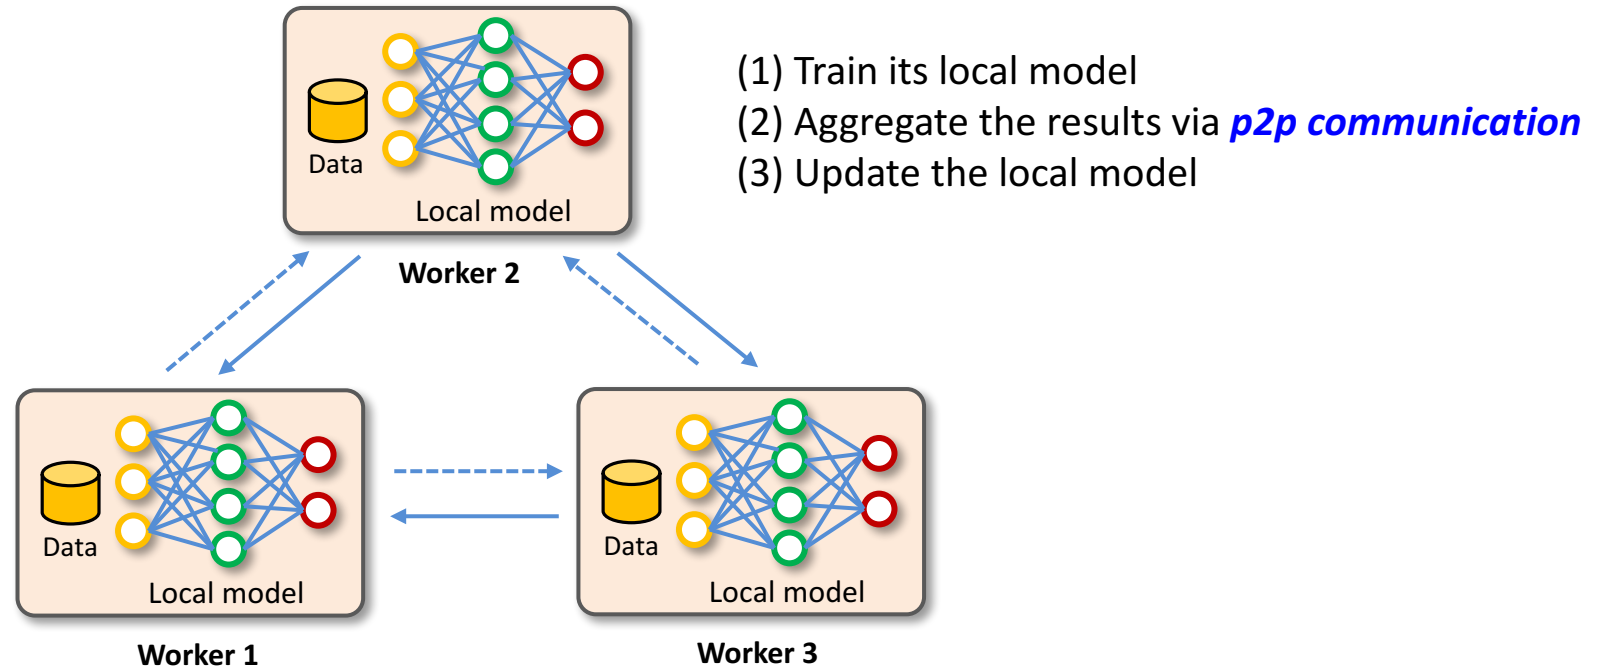 (1) Train its local model
(2) Aggregate the results via p2p communication
(3) Update the local model
Data
Local model
Worker 2
Data
Local model
Worker 1
Data
Local model
Worker 3